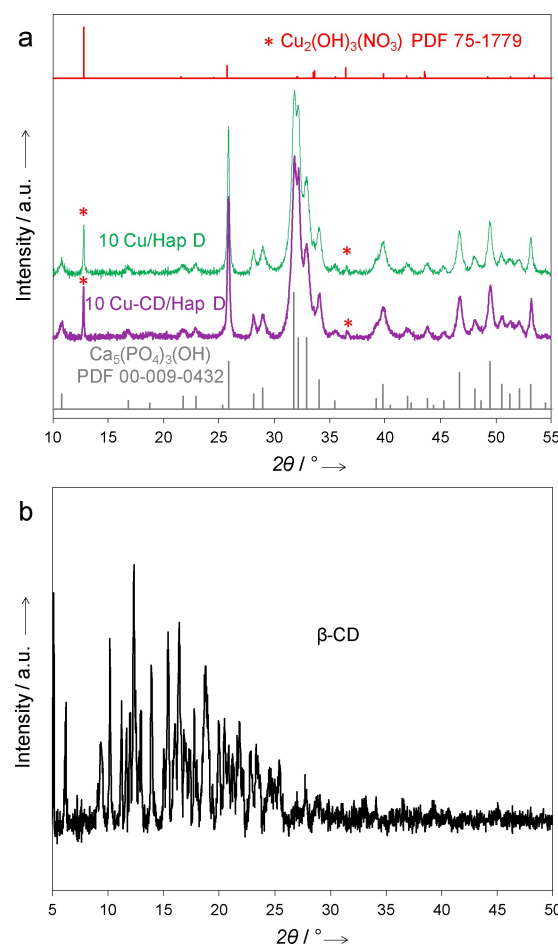 a
* Cu₂(OH)₃(NO₃) PDF 75-1779
Intensity / a.u. →
*
10 Cu/Hap D
*
*
10 Cu-CD/Hap D
*
Ca₅(PO₄)₃(OH)
PDF 00-009-0432
10 15 20 25 30 35 40 45 50 55
2θ / ° →
b
Intensity / a.u. →
β-CD
5 10 15 20 25 30 35 40 45 50
2θ / ° →